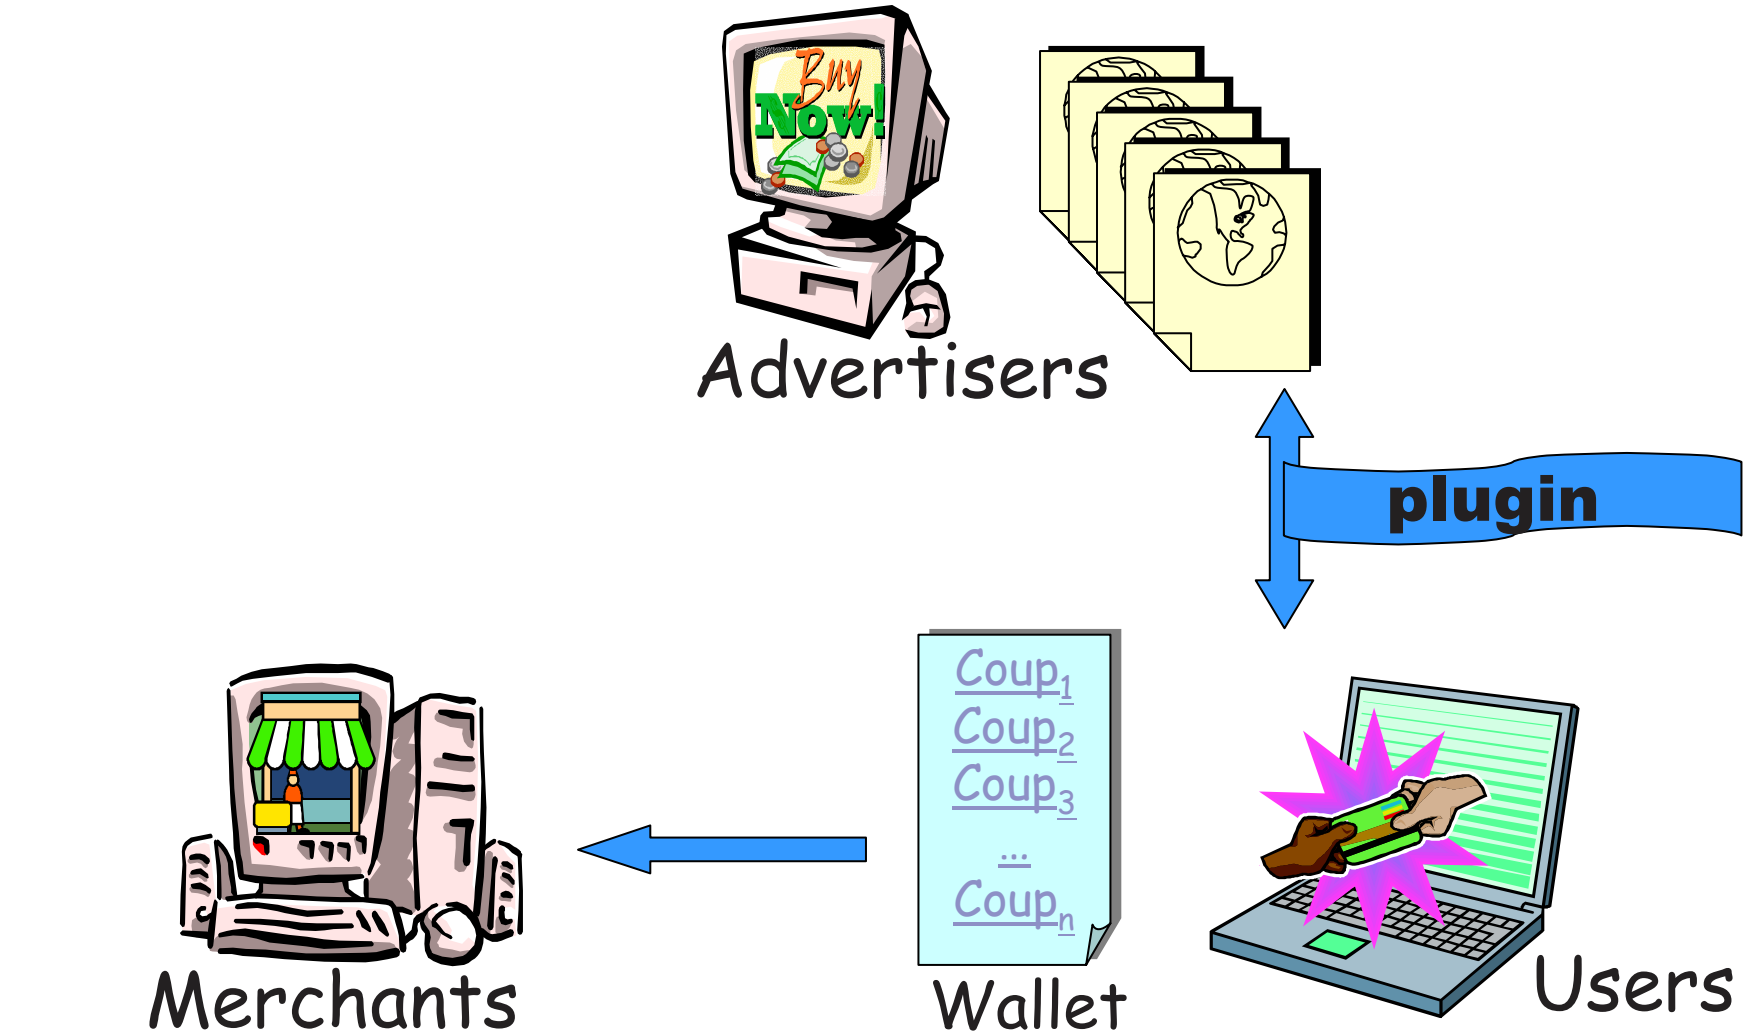 Buy
Now!
Advertisers
plugin
Coup1
Coup2
Coup3
...
Coupn
Merchants
Wallet
Users